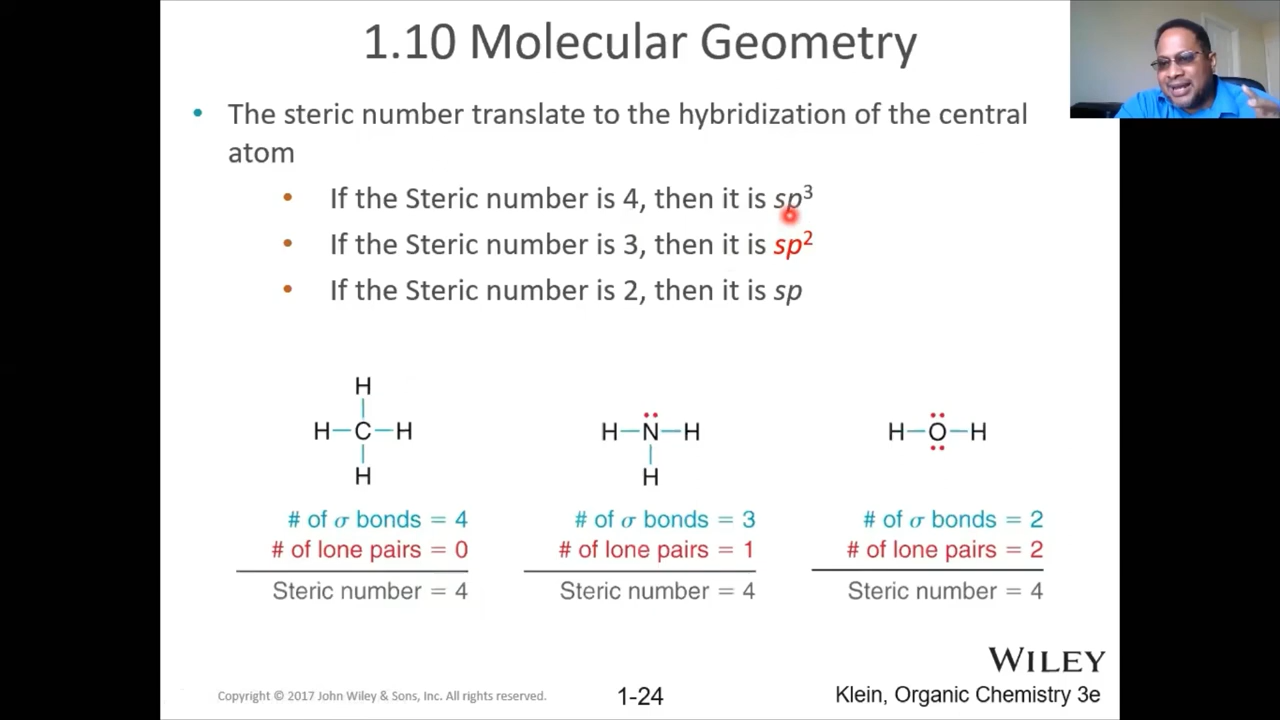 1.10 Molecular Geometry
• The steric number translate to the hybridization of the central
atom
• If the Steric number is 4, then it is sp³
• If the Steric number is 3, then it is sp²
• If the Steric number is 2, then it is sp
H
H–C–H
H
# of σ bonds = 4
# of lone pairs = 0
Steric number = 4
H–N–H
H
# of σ bonds = 3
# of lone pairs = 1
Steric number = 4
H–O–H
# of σ bonds = 2
# of lone pairs = 2
Steric number = 4
WILEY
Copyright © 2017 John Wiley & Sons, Inc. All rights reserved.
1-24
Klein, Organic Chemistry 3e